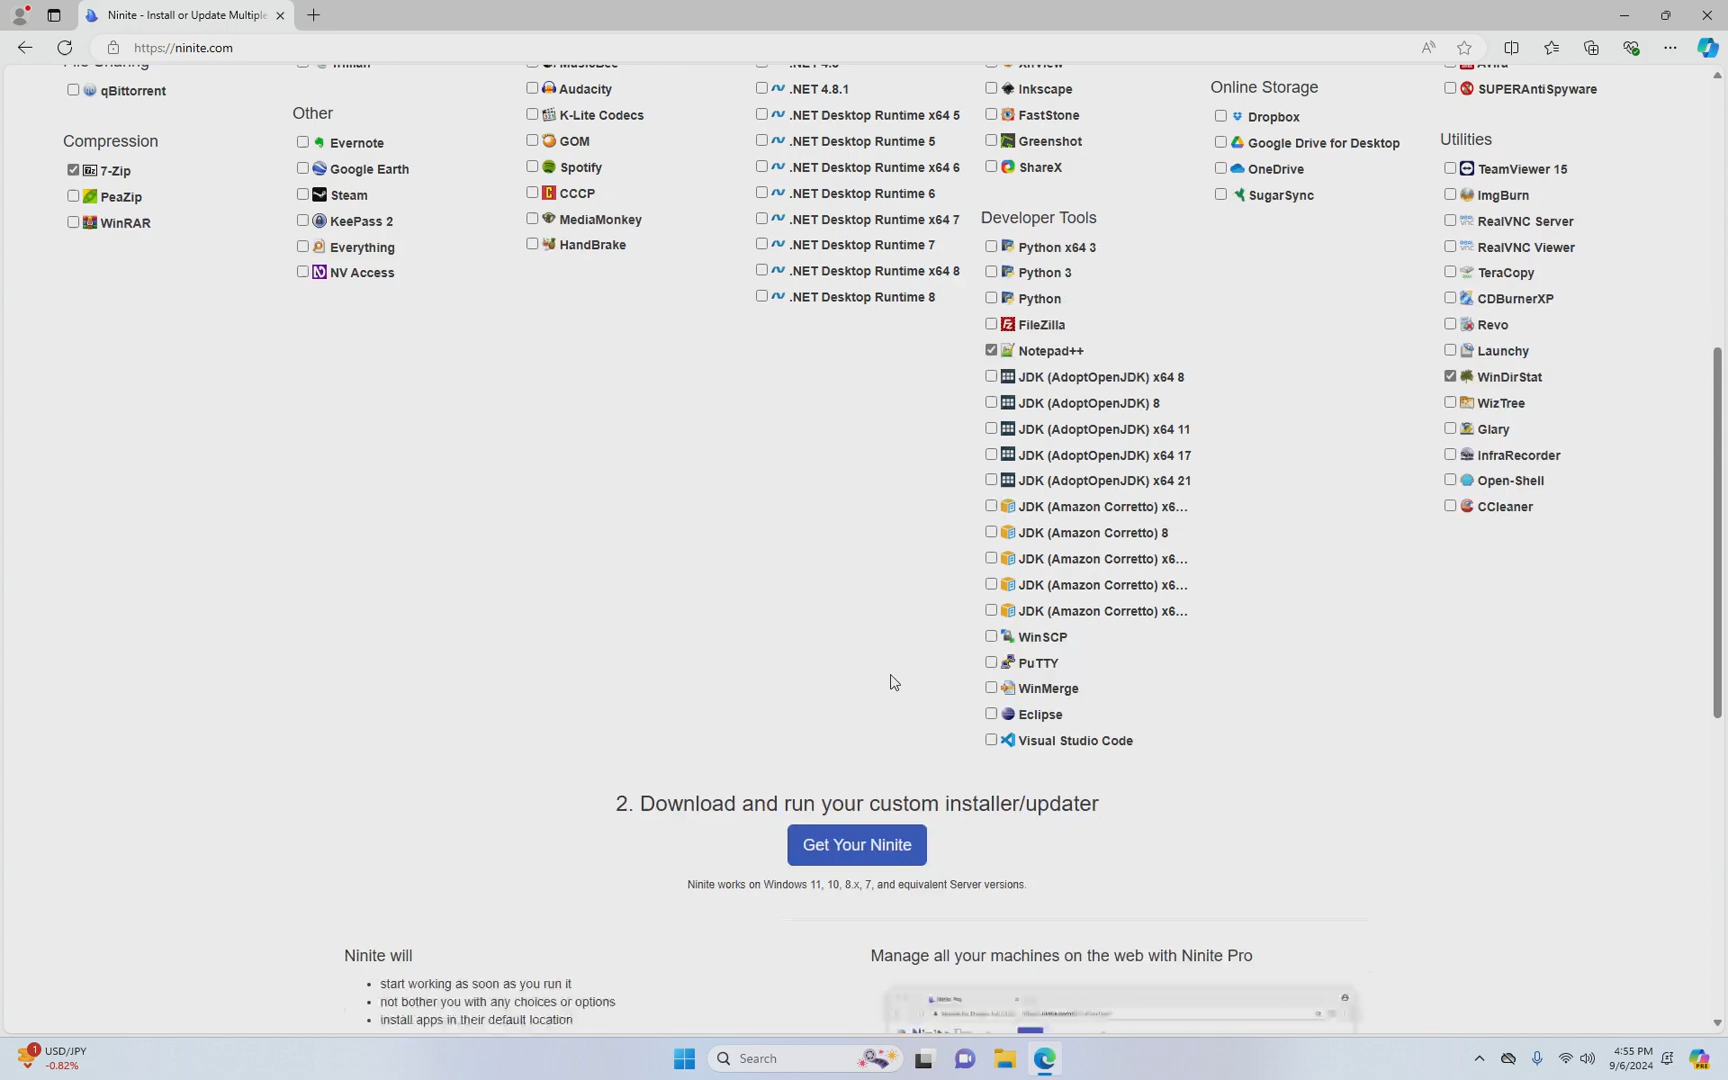 Ninite - Install or Update Multiple
https://ninite.com
File Sharing
qBittorrent
Compression
7-Zip
PeaZip
WinRAR
Trillian
Other
Evernote
Google Earth
Steam
KeePass 2
Everything
NV Access
MusicBee
Audacity
K-Lite Codecs
GOM
Spotify
CCCP
MediaMonkey
HandBrake
.NET 4.8.1
.NET Desktop Runtime x64 5
.NET Desktop Runtime 5
.NET Desktop Runtime x64 6
.NET Desktop Runtime 6
.NET Desktop Runtime x64 7
.NET Desktop Runtime 7
.NET Desktop Runtime x64 8
.NET Desktop Runtime 8
XnView
Inkscape
FastStone
Greenshot
ShareX
Developer Tools
Python x64 3
Python 3
Python
FileZilla
Notepad++
JDK (AdoptOpenJDK) x64 8
JDK (AdoptOpenJDK) 8
JDK (AdoptOpenJDK) x64 11
JDK (AdoptOpenJDK) x64 17
JDK (AdoptOpenJDK) x64 21
JDK (Amazon Corretto) x6...
JDK (Amazon Corretto) 8
JDK (Amazon Corretto) x6...
JDK (Amazon Corretto) x6...
JDK (Amazon Corretto) x6...
WinSCP
PuTTY
WinMerge
Eclipse
Visual Studio Code
Online Storage
Dropbox
Google Drive for Desktop
OneDrive
SugarSync
Avira
SUPERAntiSpyware
Utilities
TeamViewer 15
ImgBurn
RealVNC Server
RealVNC Viewer
TeraCopy
CDBurnerXP
Revo
Launchy
WinDirStat
WizTree
Glary
InfraRecorder
Open-Shell
CCleaner
2. Download and run your custom installer/updater
Get Your Ninite
Ninite works on Windows 11, 10, 8.x, 7, and equivalent Server versions.
Ninite will
start working as soon as you run it
not bother you with any choices or options
install apps in their default location
Manage all your machines on the web with Ninite Pro
1
USD/JPY
-0.82%
Search
4:55 PM
9/6/2024
PRE